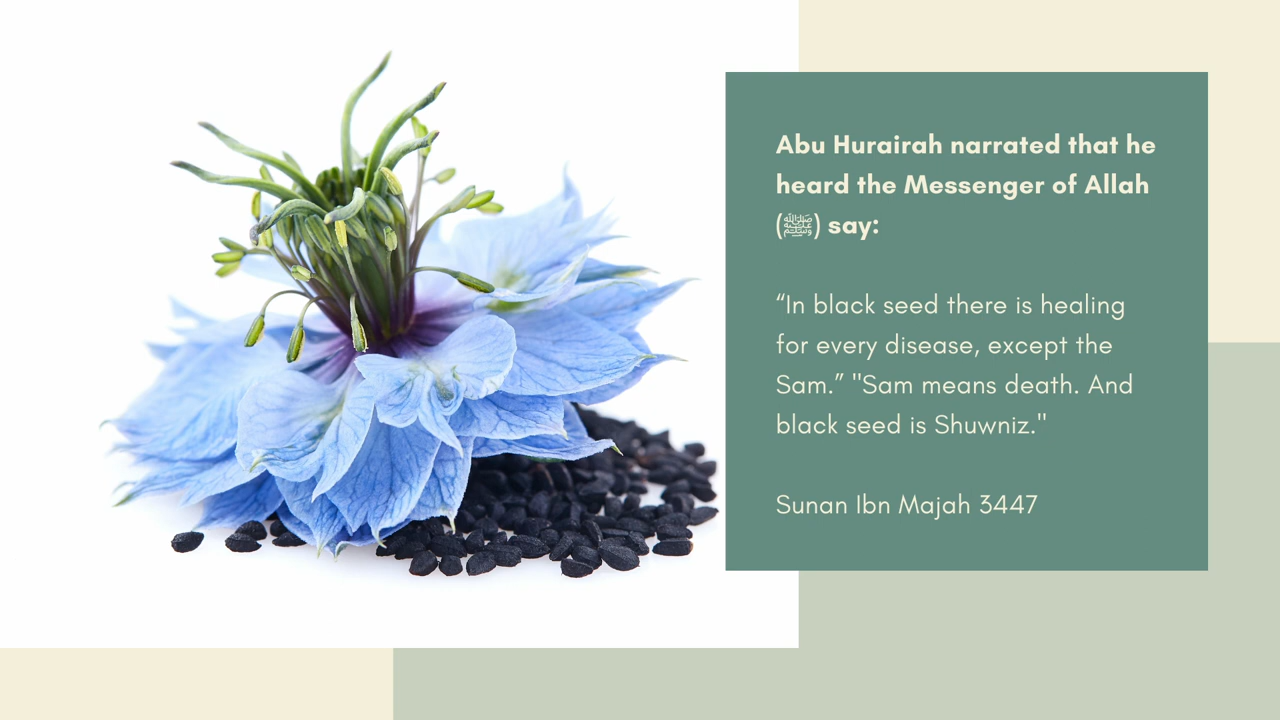 Abu Hurairah narrated that he
heard the Messenger of Allah
(ﷺ) say:
“In black seed there is healing
for every disease, except the
Sam.” "Sam means death. And
black seed is Shuwniz."
Sunan Ibn Majah 3447